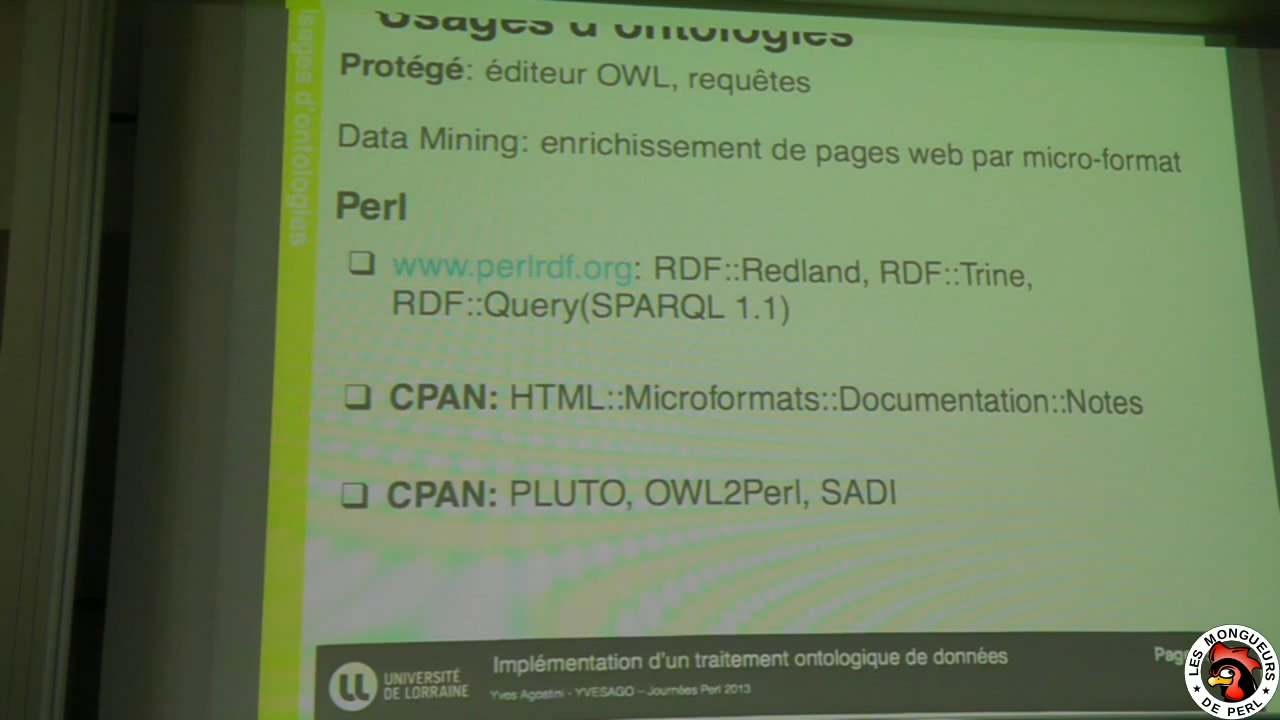 Usages d'ontologies
Usages d'ontologies
Protégé: éditeur OWL, requêtes
Data Mining: enrichissement de pages web par micro-format
Perl
❑ www.perlrdf.org: RDF::Redland, RDF::Trine,
RDF::Query(SPARQL 1.1)
❑ CPAN: HTML::Microformats::Documentation::Notes
❑ CPAN: PLUTO, OWL2Perl, SADI
UNIVERSITÉ
DE LORRAINE
Implémentation d'un traitement ontologique de données
Yves Agostini - YVESAGO – Journées Perl 2013
LES MONGUEURS
DE PERL